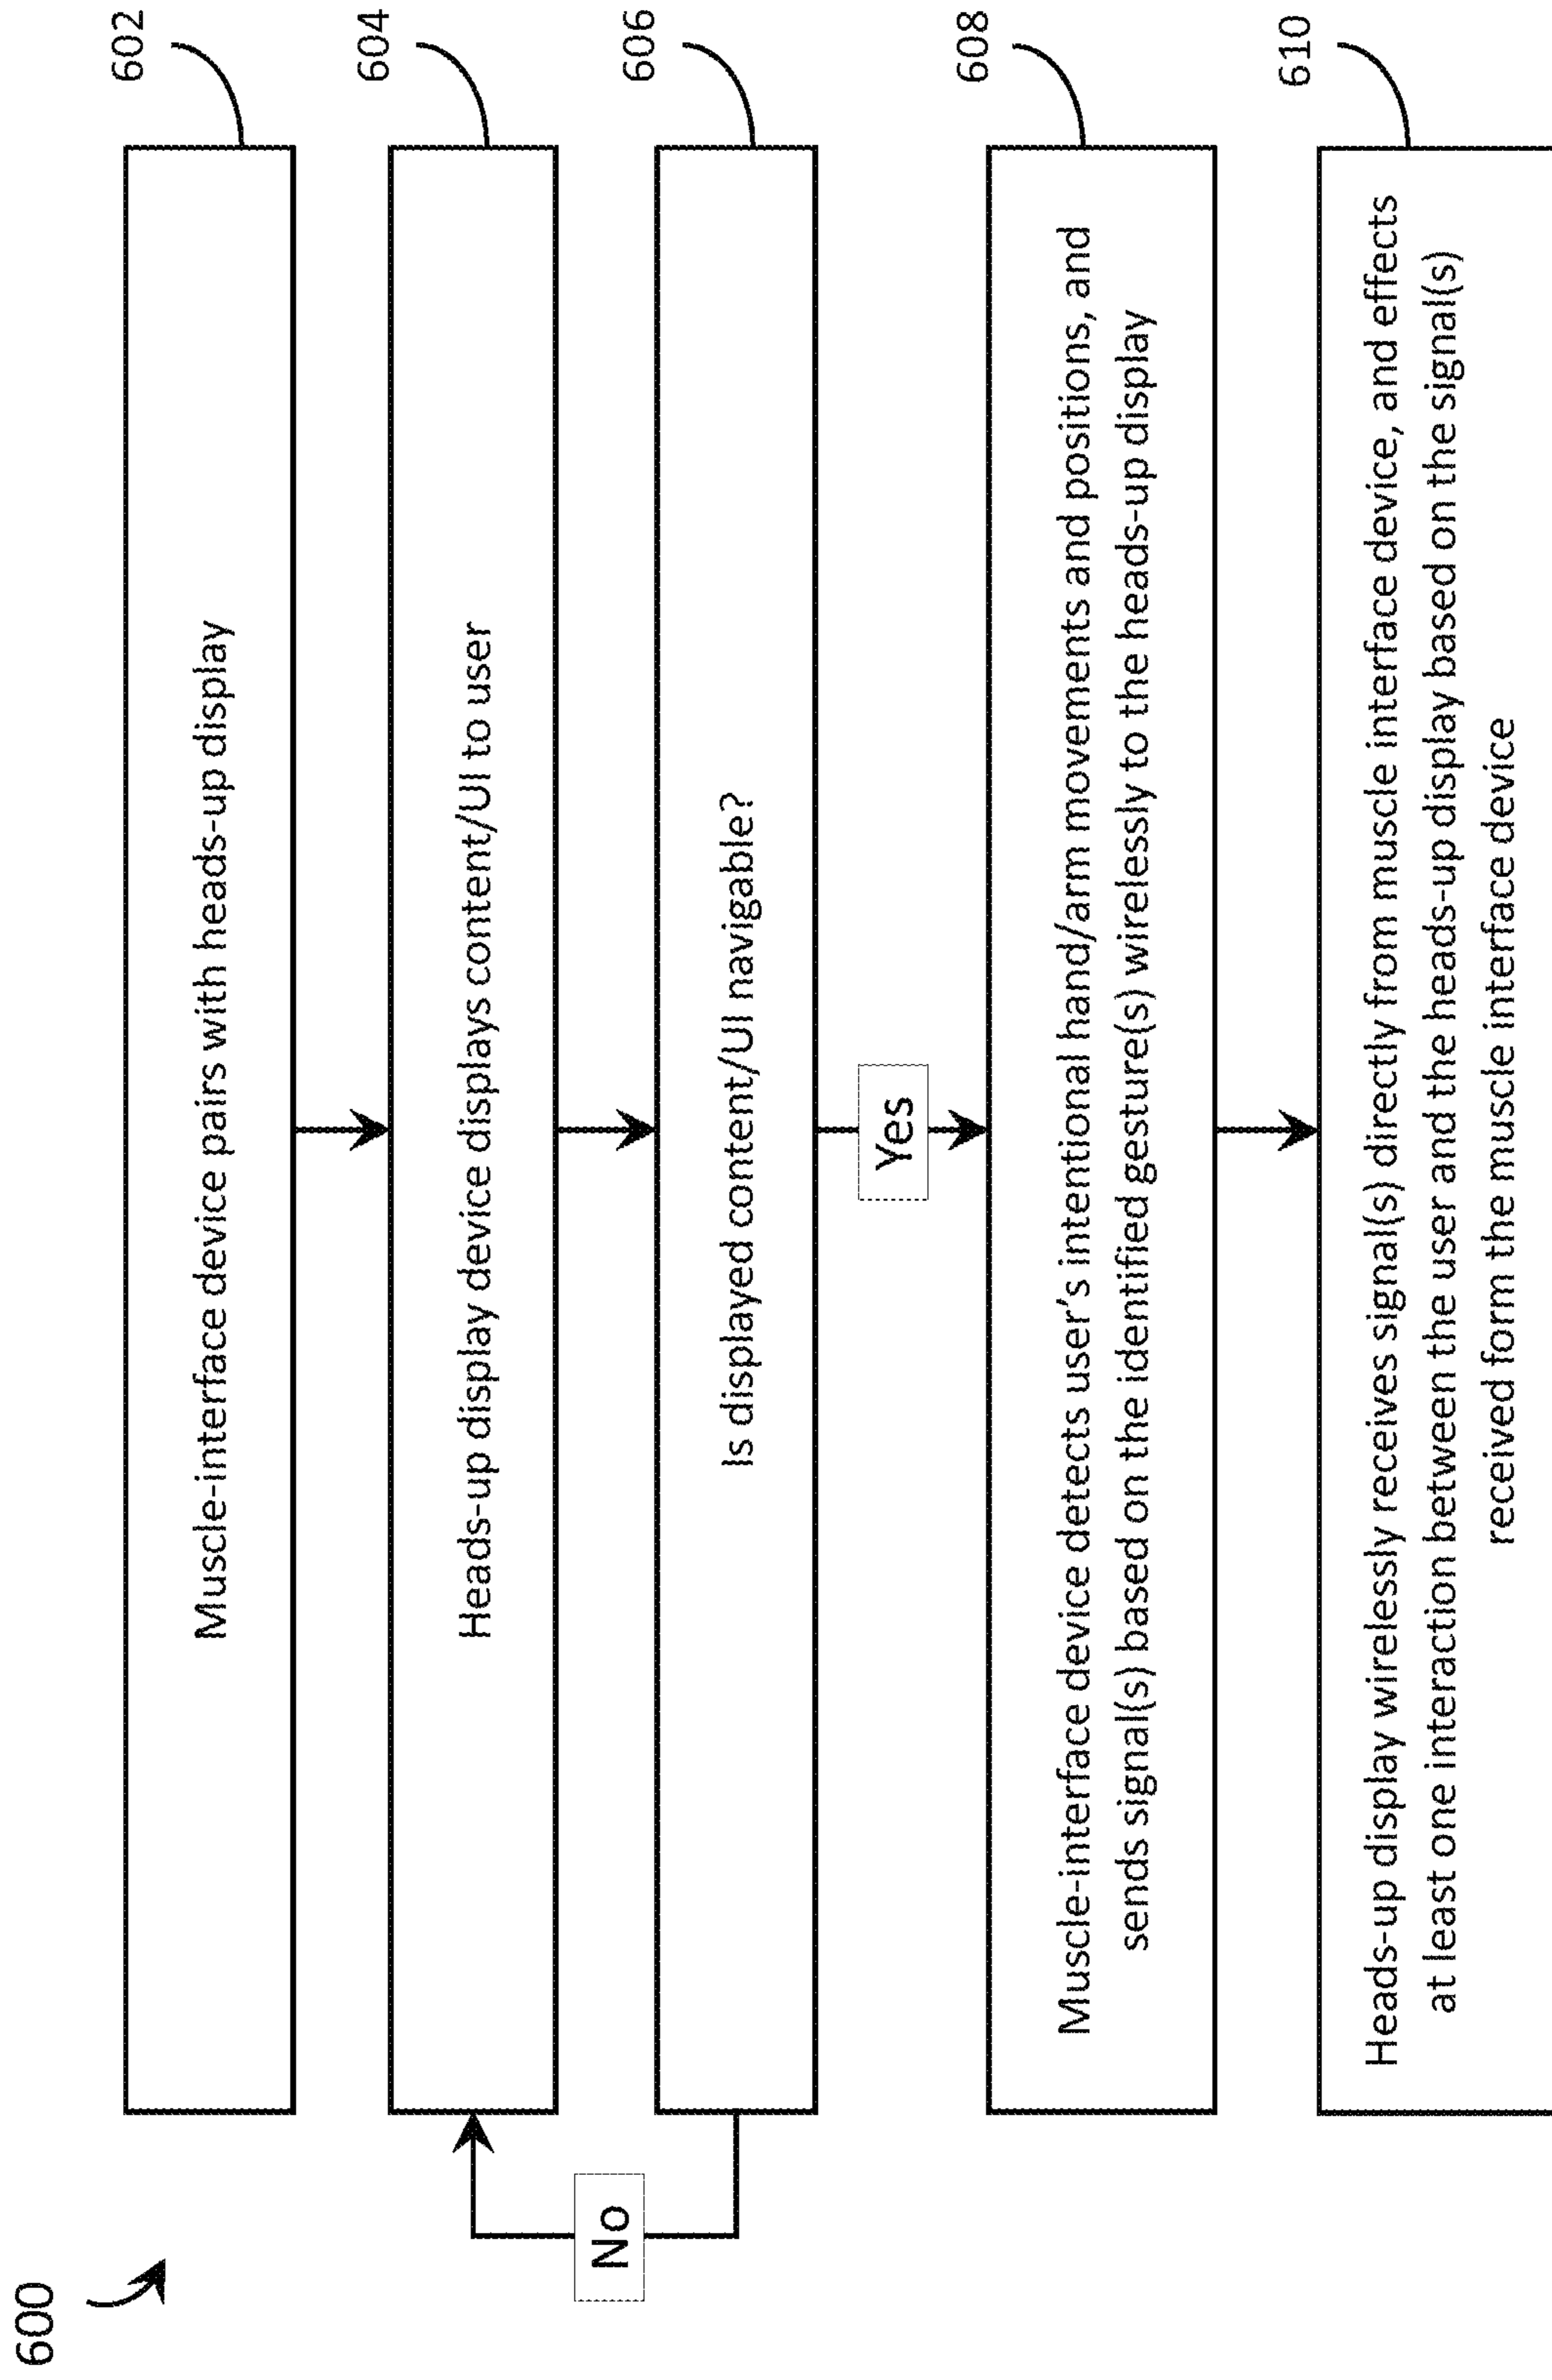 600
602
Muscle-interface device pairs with heads-up display
604
Heads-up display device displays content/UI to user
606
Is displayed content/UI navigable?
No
Yes
608
Muscle-interface device detects user’s intentional hand/arm movements and positions, and
sends signal(s) based on the identified gesture(s) wirelessly to the heads-up display
610
Heads-up display wirelessly receives signal(s) directly from muscle interface device, and effects
at least one interaction between the user and the heads-up display based on the signal(s)
received form the muscle interface device